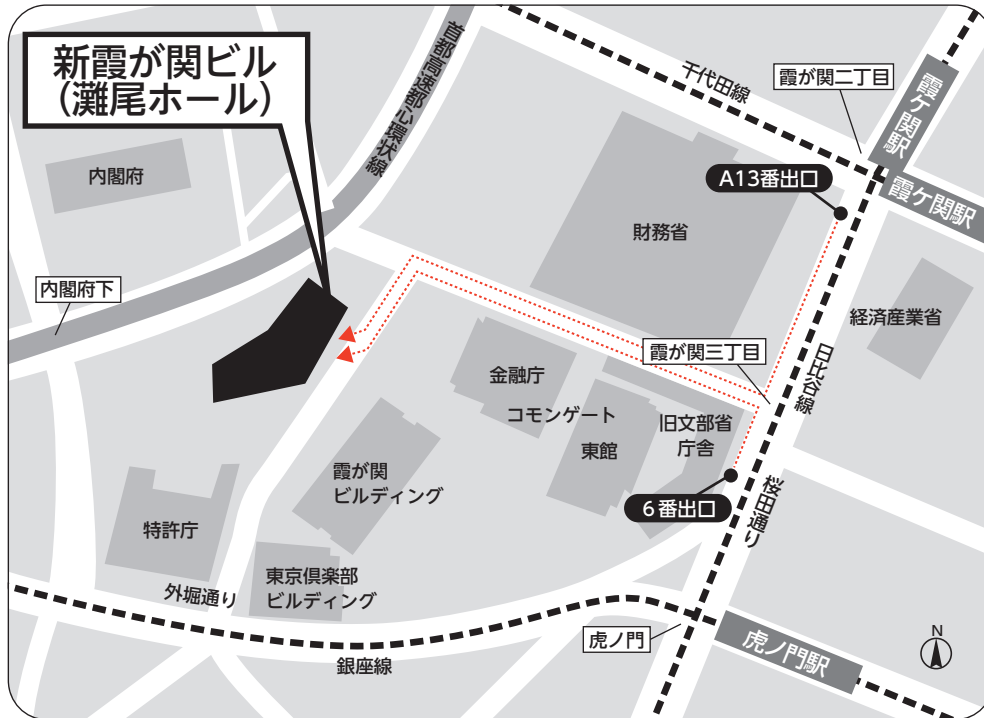 新霞が関ビル
（灘尾ホール）
首都高速都心環状線
千代田線
霞が関二丁目
霞ケ関駅
内閣府
A13番出口
霞ケ関駅
財務省
内閣府下
経済産業省
霞が関三丁目
日比谷線
金融庁
コモンゲート
東館
旧文部省
庁舎
霞が関
ビルディング
桜田通り
6番出口
特許庁
外堀通り
東京倶楽部
ビルディング
虎ノ門
虎ノ門駅
銀座線
N